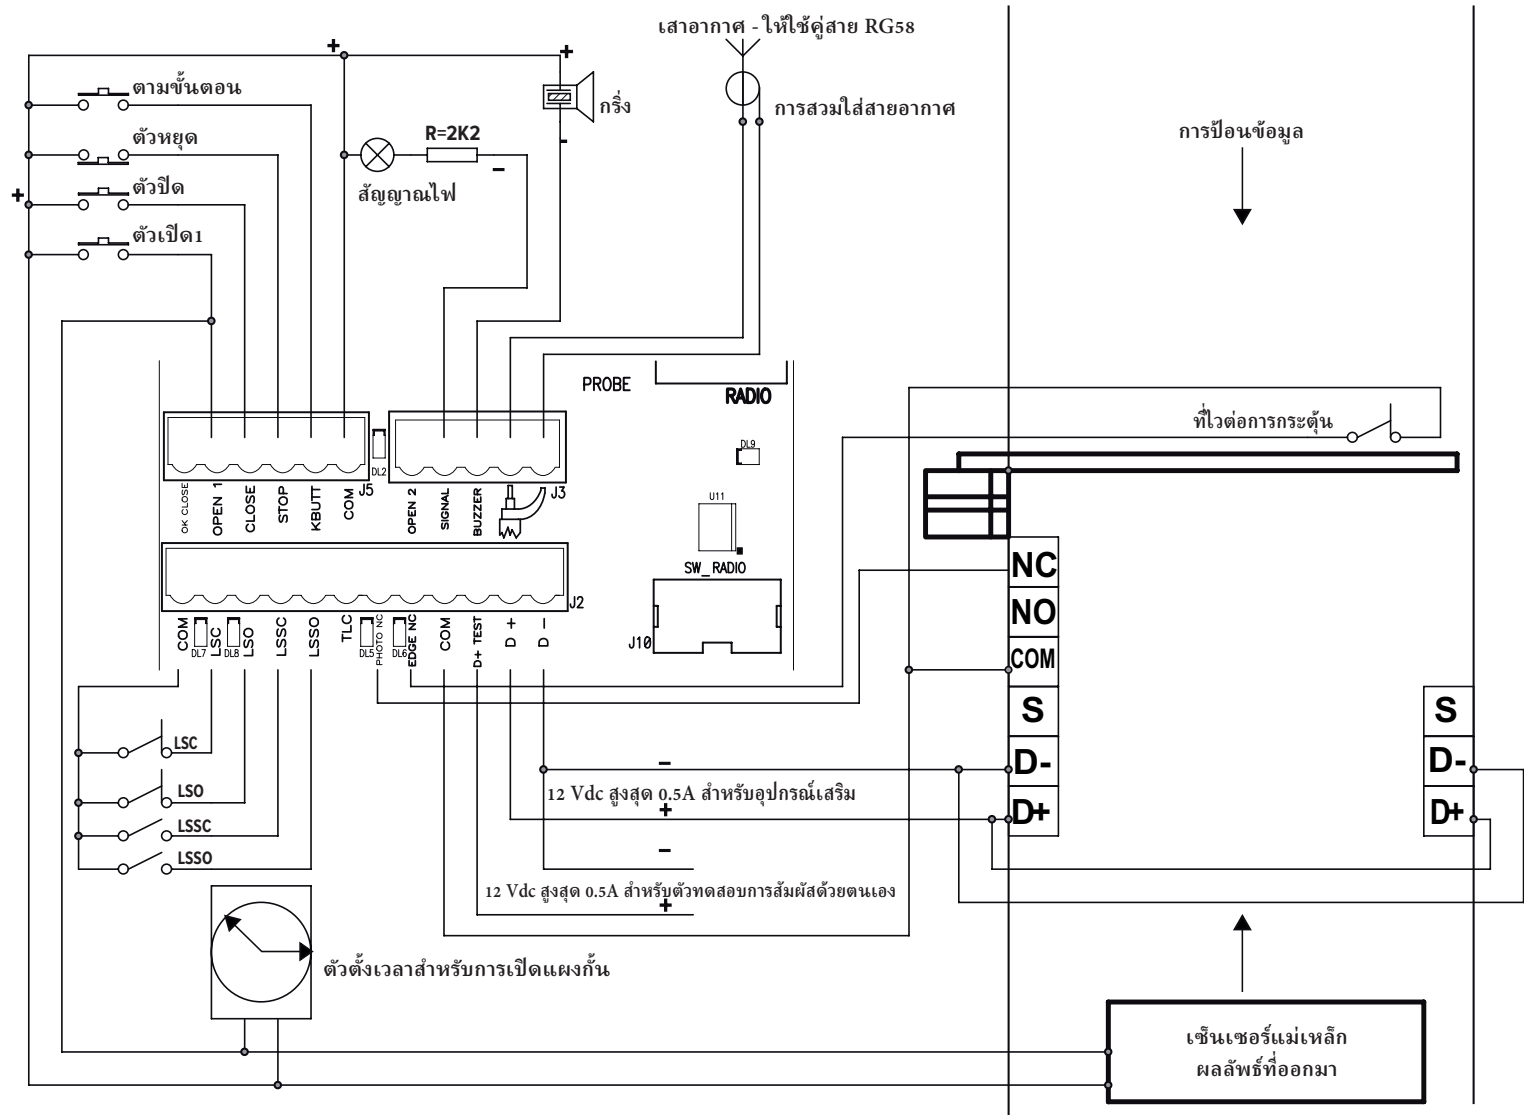 เสาอากาศ - ให้ใช้คู่สาย RG58
+
+
ตามขั้นตอน
กริ่ง
การสวมใส่สายอากาศ
การป้อนข้อมูล
ตัวหยุด
R=2K2
-
-
+
ตัวปิด
สัญญาณไฟ
ตัวเปิด1
PROBE
RADIO
ที่ไวต่อการกระตุ้น
DL9
DL2
J5
J3
OK CLOSE
OPEN 1
CLOSE
STOP
KBUTT
COM
OPEN 2
SIGNAL
BUZZER
U11
SW_RADIO
J2
J10
COM
DL7
LSC
DL8
LSO
LSSC
LSSO
TLC
DL5
PHOTO NC
DL6
EDGE NC
COM
D+ TEST
D +
D -
NC
NO
COM
S
D-
D+
S
D-
D+
LSC
LSO
LSSC
LSSO
-
12 Vdc สูงสุด 0.5A สำหรับอุปกรณ์เสริม
+
-
12 Vdc สูงสุด 0.5A สำหรับตัวทดสอบการสัมผัสด้วยตนเอง
+
ตัวตั้งเวลาสำหรับการเปิดแผงกั้น
เซ็นเซอร์แม่เหล็ก
ผลลัพธ์ที่ออกมา